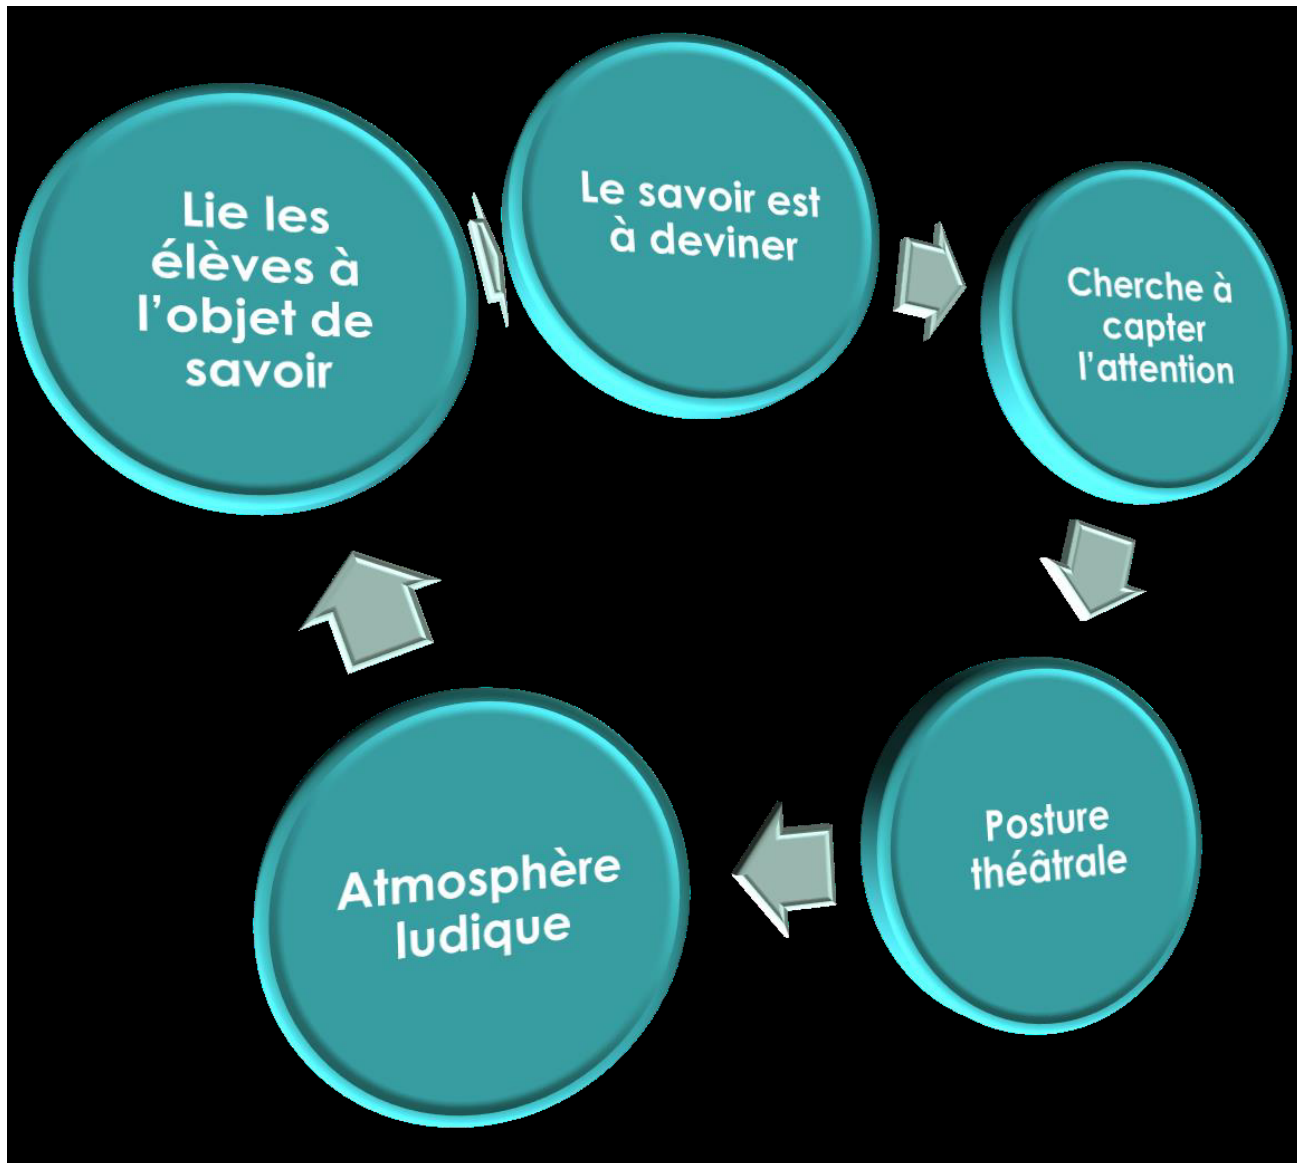 Lie les
élèves à
l'objet de
savoir
Le savoir est
à deviner
Cherche à
capter
l'attention
Posture
théâtrale
Atmosphère
ludique